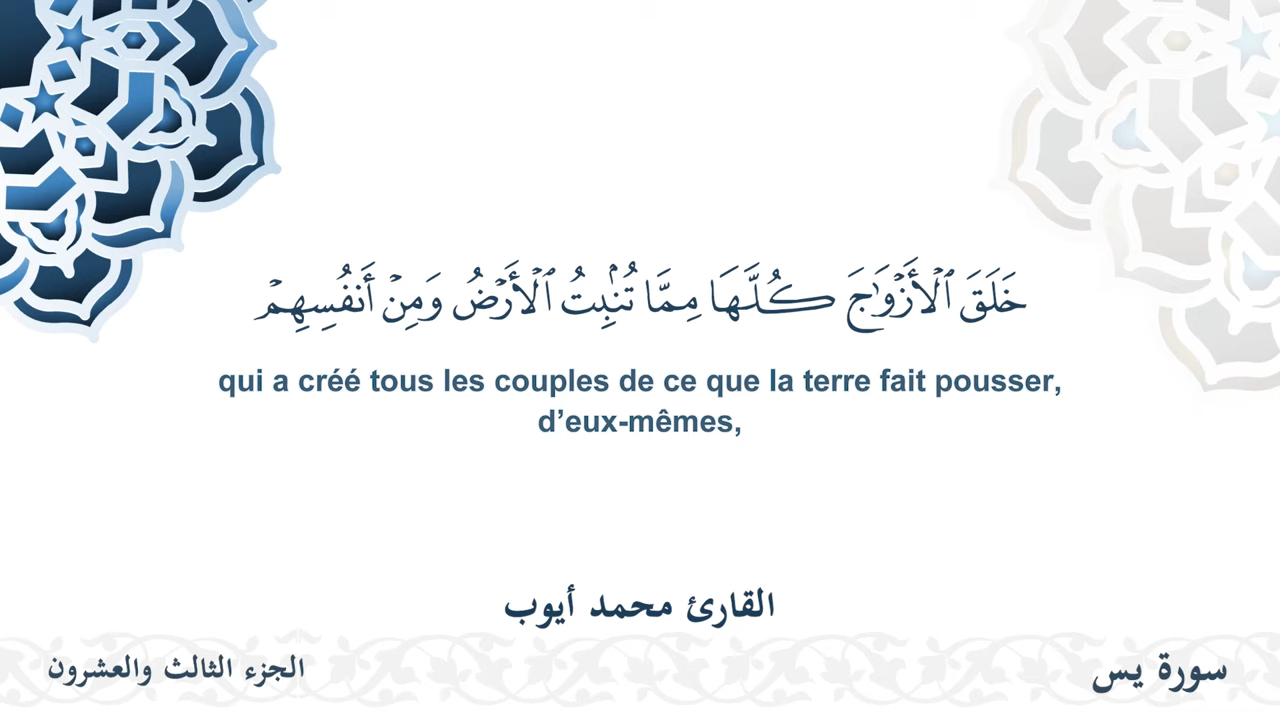 خَلَقَ ٱلْأَزْوَٰجَ كُلَّهَا مِمَّا تُنۢبِتُ ٱلْأَرْضُ وَمِنْ أَنفُسِهِمْ
qui a créé tous les couples de ce que la terre fait pousser,
d’eux-mêmes,
القارئ محمد أيوب
سورة يس
الجزء الثالث والعشرون